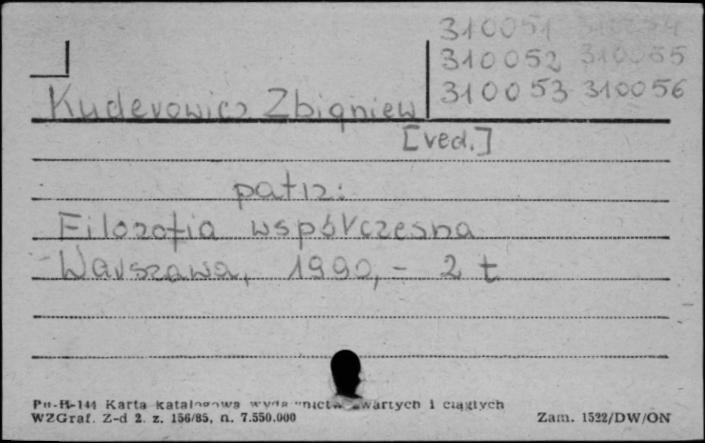 310051 310054
310052 310055
310053 310056
Kuderowicz Zbigniew
[red.]
patrz:
Filozofia współczesna
Warszawa, 1990,- 2 t
Pu-H-144 Karta katalogowa wydawnictw zwartych i ciągłych
WZGraf. Z-d 2. z. 156/85, n. 7.550.000 Zam. 1522/DW/ON